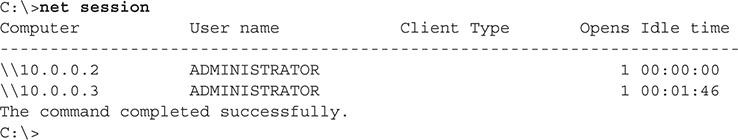 C:\>net session
Computer User name Client Type Opens Idle time
-------------------------------------------------------------------------------
\\10.0.0.2 ADMINISTRATOR 1 00:00:00
\\10.0.0.3 ADMINISTRATOR 1 00:01:46
The command completed successfully.
C:\>